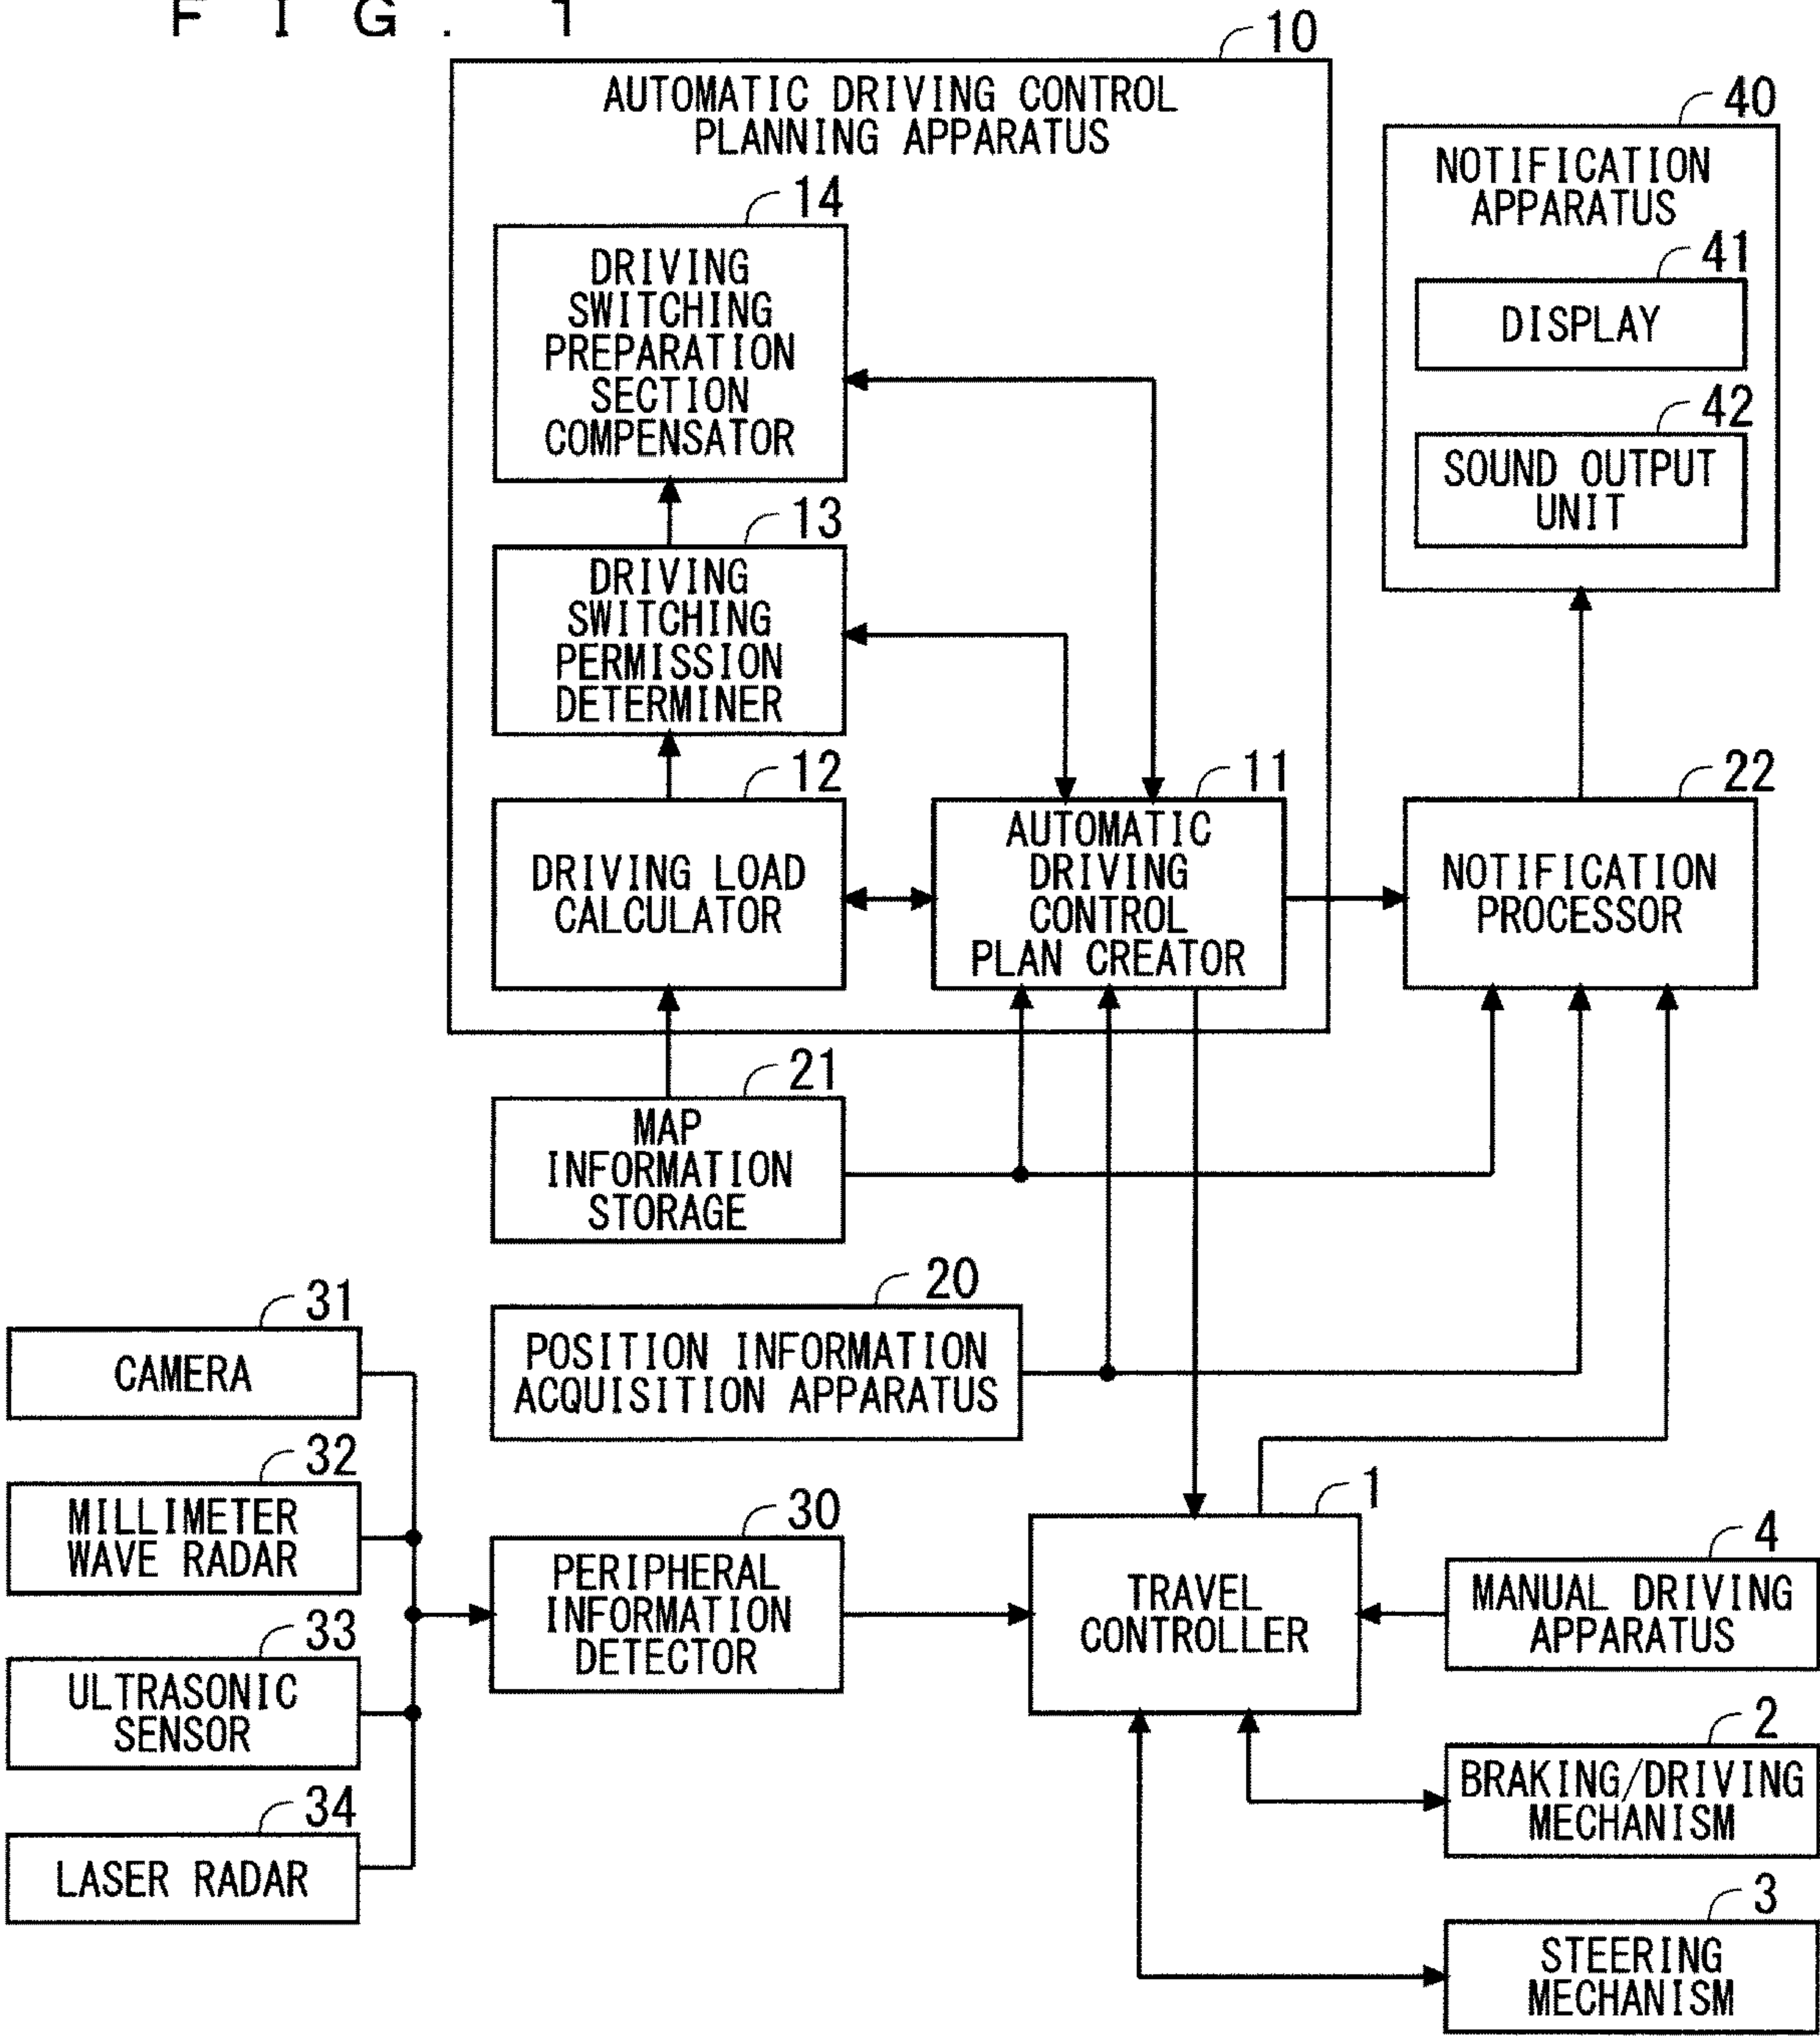 FIG. 1
10
AUTOMATIC DRIVING CONTROL
PLANNING APPARATUS
14
DRIVING
SWITCHING
PREPARATION
SECTION
COMPENSATOR
13
DRIVING
SWITCHING
PERMISSION
DETERMINER
12
DRIVING LOAD
CALCULATOR
11
AUTOMATIC
DRIVING
CONTROL
PLAN CREATOR
40
NOTIFICATION
APPARATUS
41
DISPLAY
42
SOUND OUTPUT
UNIT
22
NOTIFICATION
PROCESSOR
21
MAP
INFORMATION
STORAGE
20
POSITION INFORMATION
ACQUISITION APPARATUS
31
CAMERA
32
MILLIMETER
WAVE RADAR
33
ULTRASONIC
SENSOR
34
LASER RADAR
30
PERIPHERAL
INFORMATION
DETECTOR
1
TRAVEL
CONTROLLER
4
MANUAL DRIVING
APPARATUS
2
BRAKING/DRIVING
MECHANISM
3
STEERING
MECHANISM